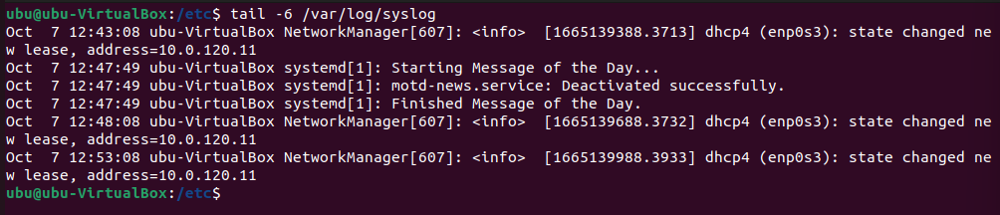 ubu@ubu-VirtualBox:/etc$ tail -6 /var/log/syslog
Oct  7 12:43:08 ubu-VirtualBox NetworkManager[607]: <info>  [1665139388.3713] dhcp4 (enp0s3): state changed ne
w lease, address=10.0.120.11
Oct  7 12:47:49 ubu-VirtualBox systemd[1]: Starting Message of the Day...
Oct  7 12:47:49 ubu-VirtualBox systemd[1]: motd-news.service: Deactivated successfully.
Oct  7 12:47:49 ubu-VirtualBox systemd[1]: Finished Message of the Day.
Oct  7 12:48:08 ubu-VirtualBox NetworkManager[607]: <info>  [1665139688.3732] dhcp4 (enp0s3): state changed ne
w lease, address=10.0.120.11
Oct  7 12:53:08 ubu-VirtualBox NetworkManager[607]: <info>  [1665139988.3933] dhcp4 (enp0s3): state changed ne
w lease, address=10.0.120.11
ubu@ubu-VirtualBox:/etc$